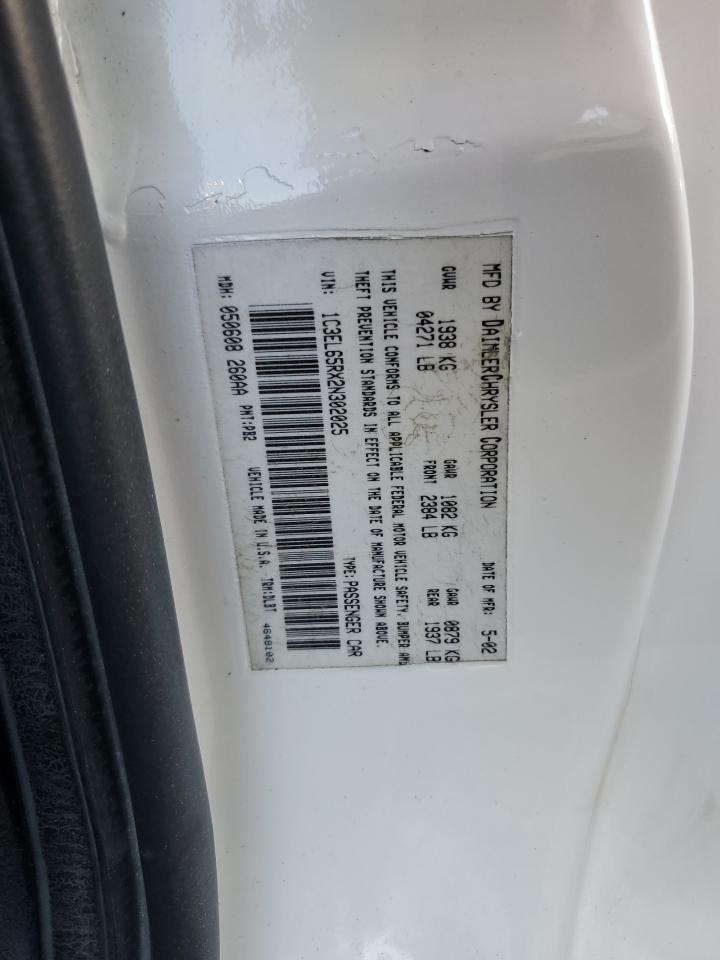 MFD BY DAIMLERCHRYSLER CORPORATION DATE OF MFR: 5-02
GVWR 1938 KG GAWR 1082 KG GAWR 0879 KG
04271 LB FRONT 2384 LB REAR 1937 LB
THIS VEHICLE CONFORMS TO ALL APPLICABLE FEDERAL MOTOR VEHICLE SAFETY, BUMPER AND
THEFT PREVENTION STANDARDS IN EFFECT ON THE DATE OF MANUFACTURE SHOWN ABOVE.
VIN: 1C3EL65RX2N302025 TYPE: PASSENGER CAR
MDH: 050608 260AA PNT:PB2 VEHICLE MADE IN U.S.A. TRM:DLBT 4648102